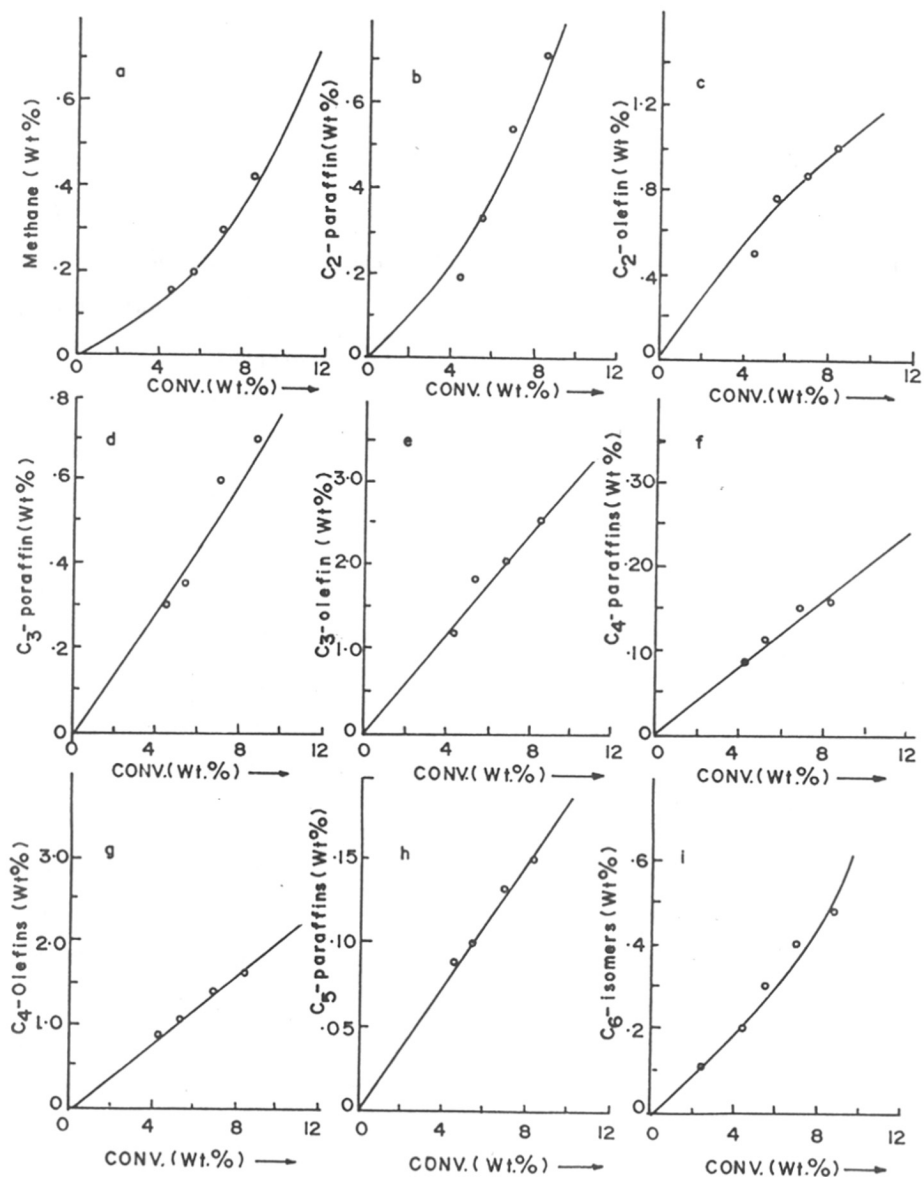 a
Methane (Wt%)
.6
.4
.2
0
0
4
8
12
CONV.(Wt.%)
b
C2-paraffin(Wt%)
.6
.4
.2
0
0
4
8
12
CONV.(Wt.%)
c
C2-olefin(Wt%)
1.2
.8
.4
0
0
4
8
12
CONV.(Wt.%)
d
C3-poraffin(Wt%)
.8
.6
.4
.2
0
0
4
8
12
CONV.(Wt.%)
e
C3-olefin(Wt%)
3.0
2.0
1.0
0
0
4
8
12
CONV.(Wt.%)
f
C4-paraffins(Wt%)
.30
.20
.10
0
0
4
8
12
CONV.(Wt.%)
g
C4-Olefins(Wt%)
3.0
2.0
1.0
0
0
4
8
12
CONV.(Wt.%)
h
C5-paraffins(Wt%)
.15
.100
.05
0
0
4
8
12
CONV.(Wt.%)
i
C6-isomers(Wt%)
.6
.4
.2
0
0
4
8
12
CONV.(Wt.%)